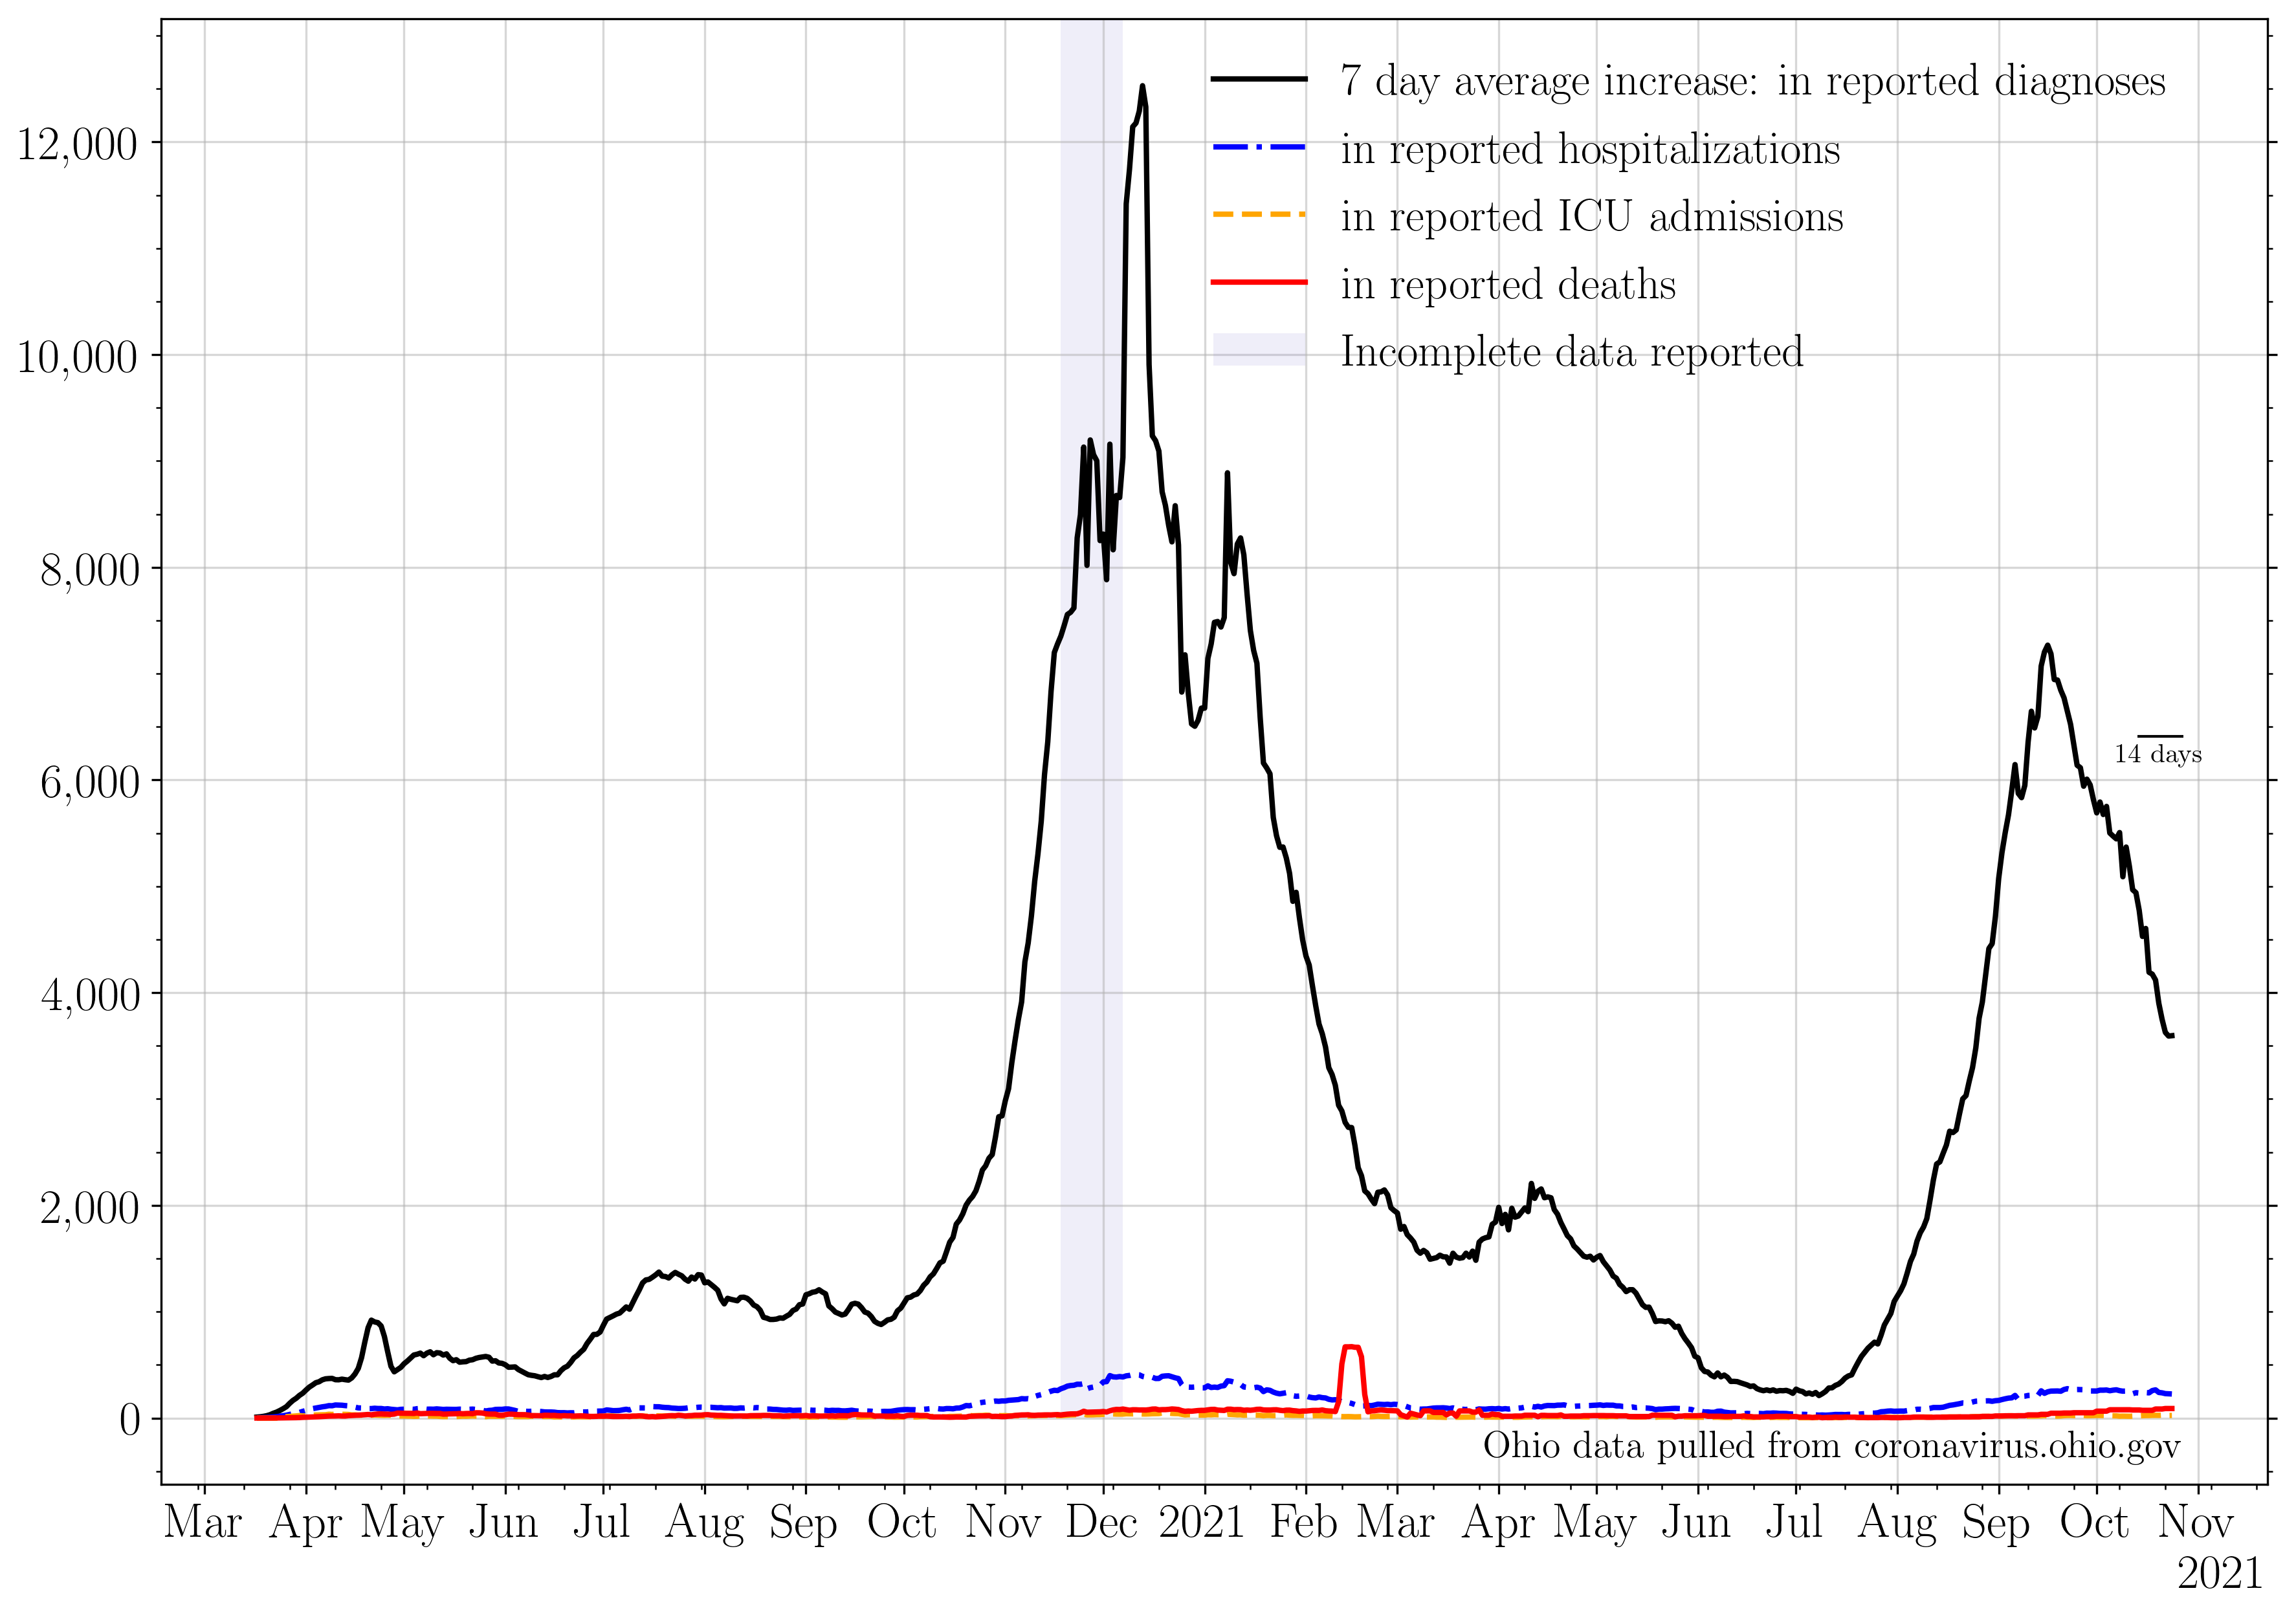 7 day average increase: in reported diagnoses
in reported hospitalizations
in reported ICU admissions
in reported deaths
Incomplete data reported
12,000
10,000
8,000
6,000
4,000
2,000
0
14 days
Ohio data pulled from coronavirus.ohio.gov
Mar Apr May Jun Jul Aug Sep Oct Nov Dec 2021 Feb Mar Apr May Jun Jul Aug Sep Oct Nov
2021